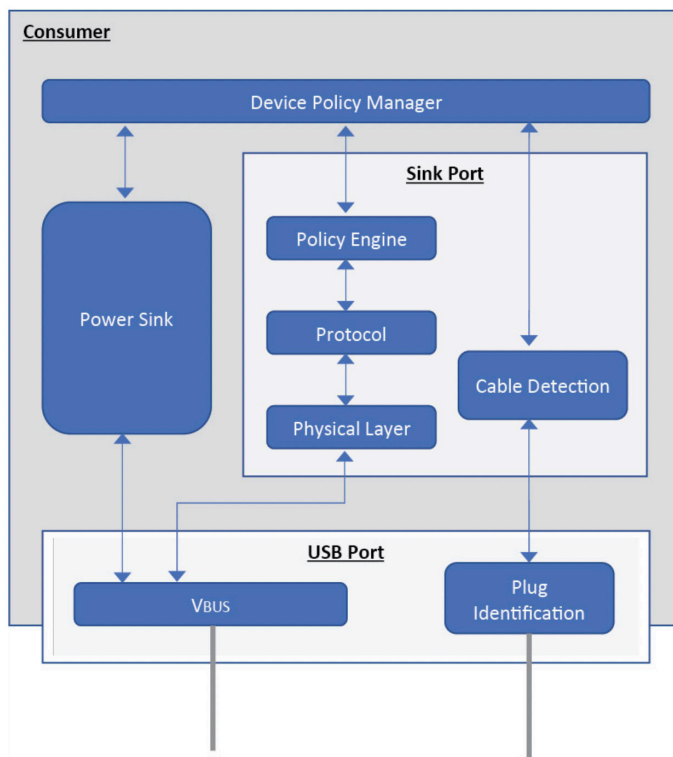 Consumer
Device Policy Manager
Sink Port
Policy Engine
Power Sink
Protocol
Cable Detection
Physical Layer
USB Port
VBUS
Plug
Identification